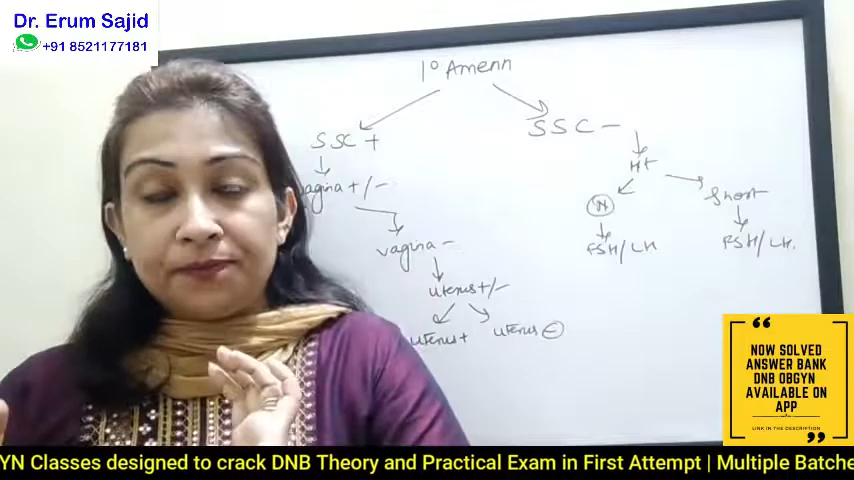 Dr. Erum Sajid
+91 8521177181
1° Amenn
SSC +
SSC -
vagina +/-
Ht
N
Short
FSH/LH
FSH/LH.
vagina -
uterus +/-
uterus +
uterus -
NOW SOLVED
ANSWER BANK
DNB OBGYN
AVAILABLE ON
APP
LINK IN THE DESCRIPTION
YN Classes designed to crack DNB Theory and Practical Exam in First Attempt | Multiple Batche